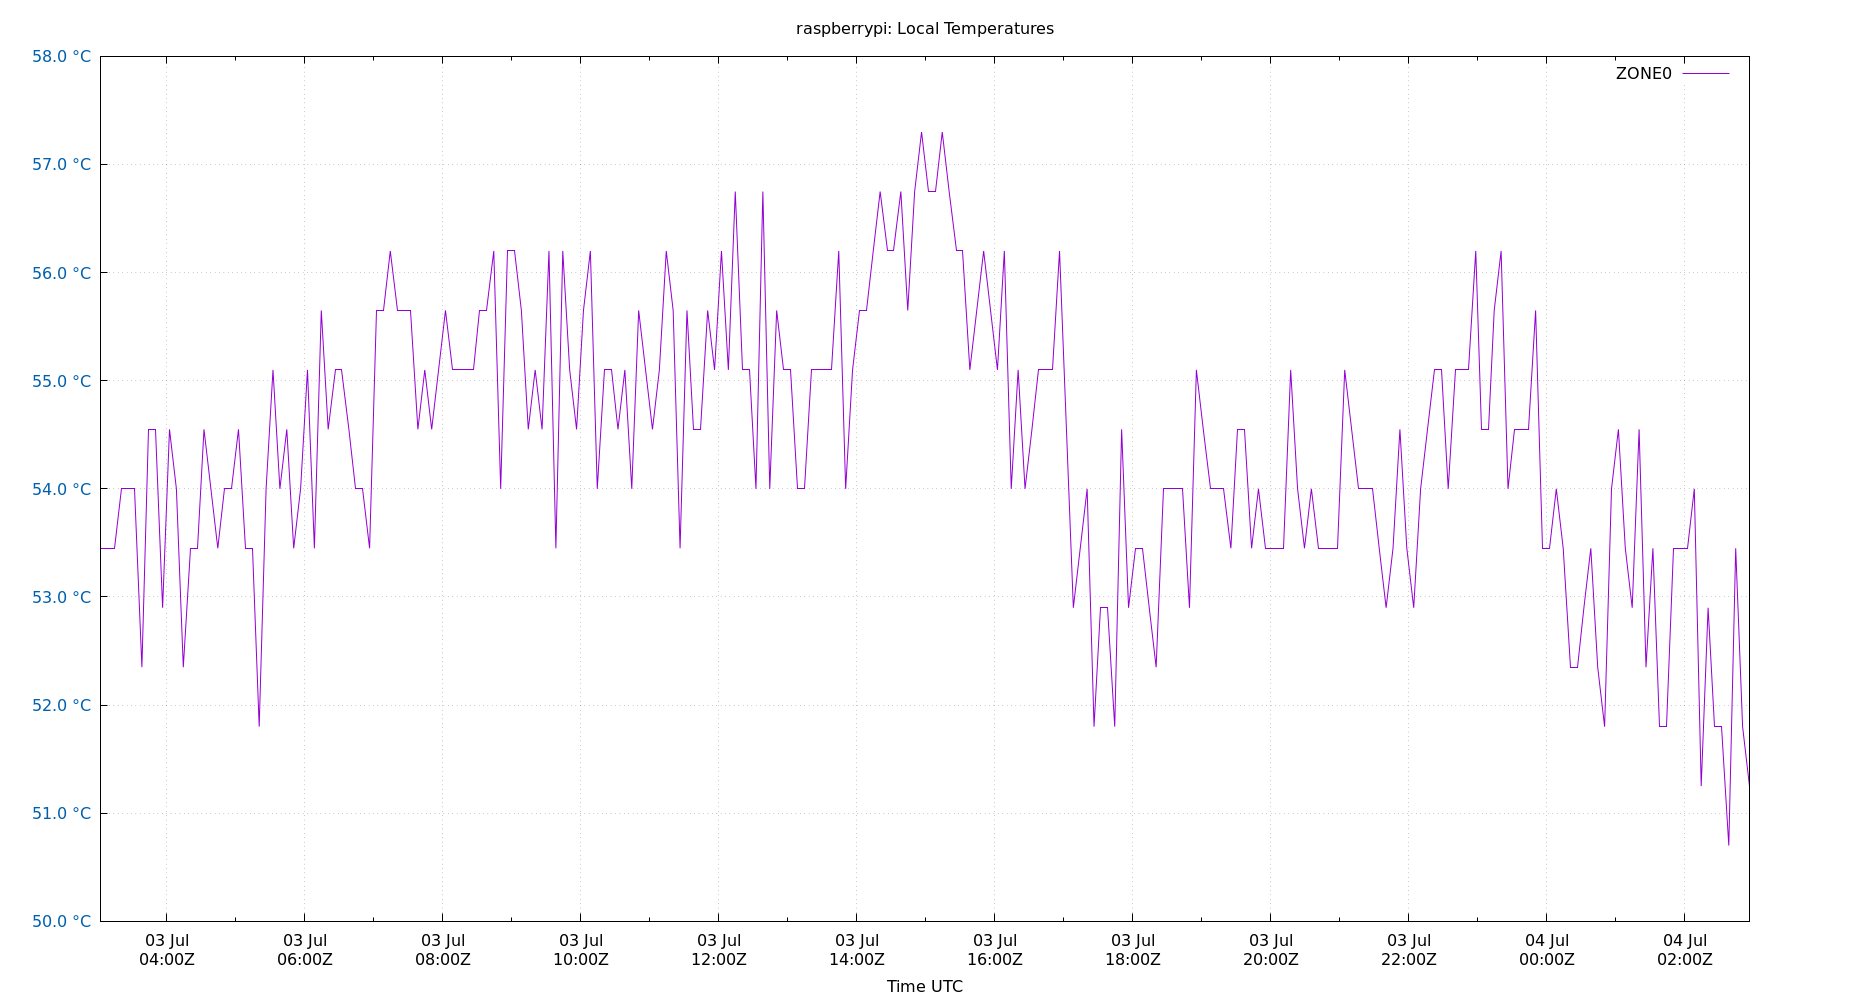 raspberrypi: Local Temperatures
58.0 °C
ZONE0
57.0 °C
56.0 °C
55.0 °C
54.0 °C
53.0 °C
52.0 °C
51.0 °C
50.0 °C
03 Jul 03 Jul 03 Jul 03 Jul 03 Jul 03 Jul 03 Jul 03 Jul 03 Jul 03 Jul 04 Jul 04 Jul
04:00Z 06:00Z 08:00Z 10:00Z 12:00Z 14:00Z 16:00Z 18:00Z 20:00Z 22:00Z 00:00Z 02:00Z
Time UTC